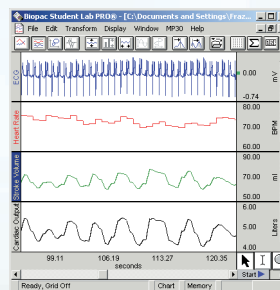 Biopac Student Lab PRO® - [C:\Documents and Settings\Fraz...
File Edit Transform Display Window MP30 Help
ECG
0.00
-0.74
mV
Heart Rate
80.00
70.00
60.00
BPM
Stroke Volume
90.00
70.00
50.00
ml
Cardiac Output
6.00
5.00
4.00
Liters
99.11 106.19 113.27 120.35
seconds
Start
Ready, Grid Off Chart Memory